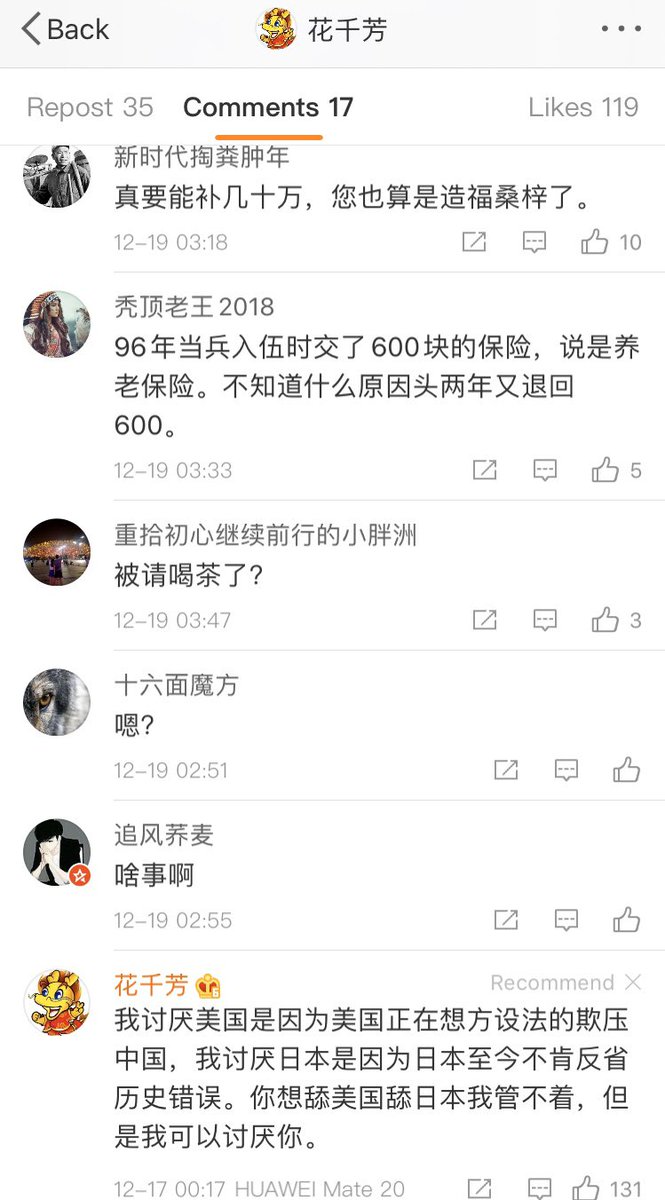 Back
花千芳
Repost 35
Comments 17
Likes 119
新时代掏粪肿年
真要能补几十万，您也算是造福桑梓了。
12-19 03:18
10
秃顶老王2018
96年当兵入伍时交了600块的保险，说是养
老保险。不知道什么原因头两年又退回
600。
12-19 03:33
5
重拾初心继续前行的小胖洲
被请喝茶了？
12-19 03:47
3
十六面魔方
嗯？
12-19 02:51
追风荞麦
啥事啊
12-19 02:55
花千芳
Recommend
我讨厌美国是因为美国正在想方设法的欺压
中国，我讨厌日本是因为日本至今不肯反省
历史错误。你想舔美国舔日本我管不着，但
是我可以讨厌你。
12-17 00:17 HUAWEI Mate 20
131